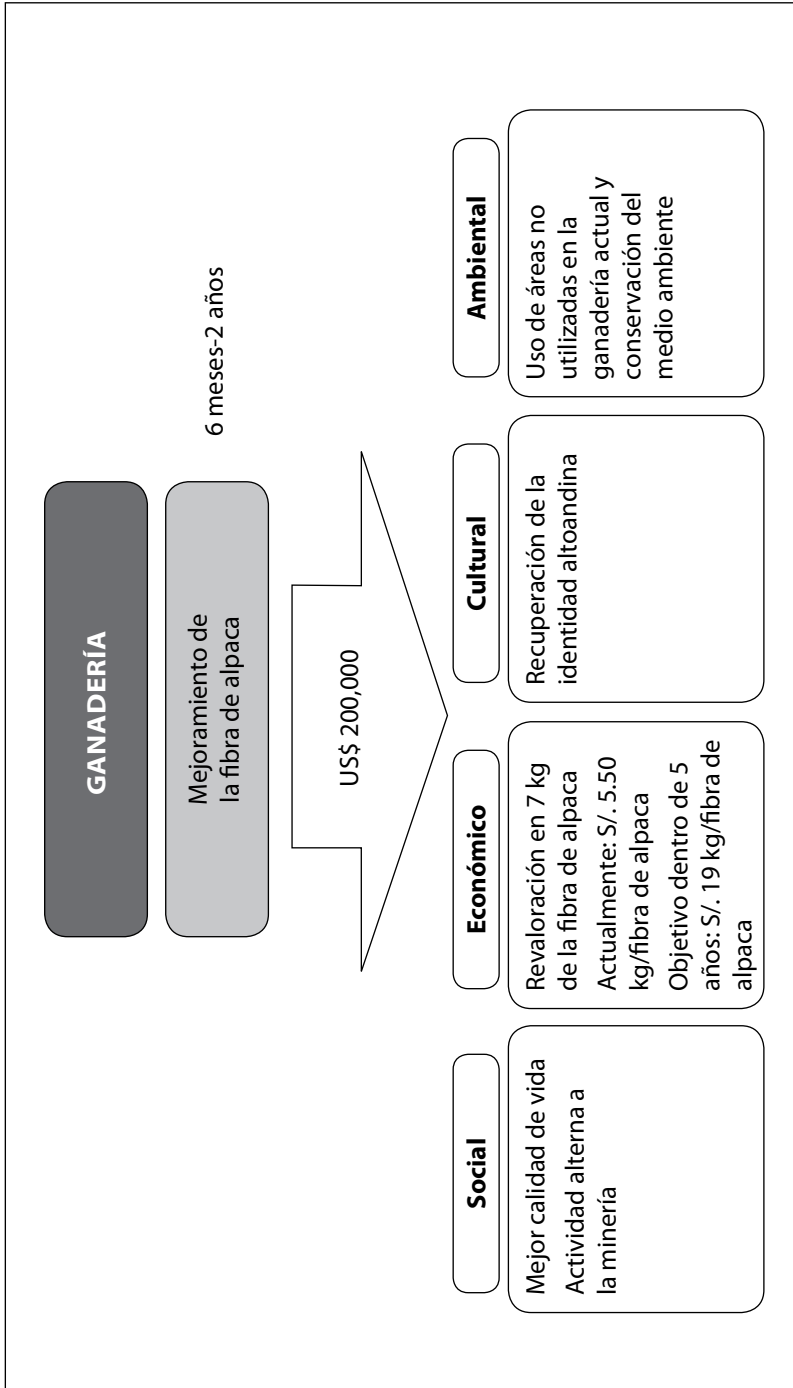 GANADERÍA
Mejoramiento de
la fibra de alpaca
6 meses-2 años
US$ 200,000
Social
Mejor calidad de vida
Actividad alterna a
la minería
Económico
Revaloración en 7 kg
de la fibra de alpaca
Actualmente: S/. 5.50
kg/fibra de alpaca
Objetivo dentro de 5
años: S/. 19 kg/fibra de
alpaca
Cultural
Recuperación de la
identidad altoandina
Ambiental
Uso de áreas no
utilizadas en la
ganadería actual y
conservación del
medio ambiente